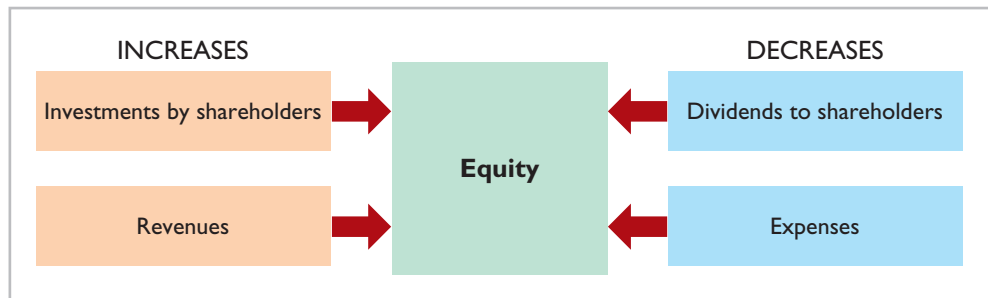 INCREASES
DECREASES
Investments by shareholders
Dividends to shareholders
Equity
Revenues
Expenses